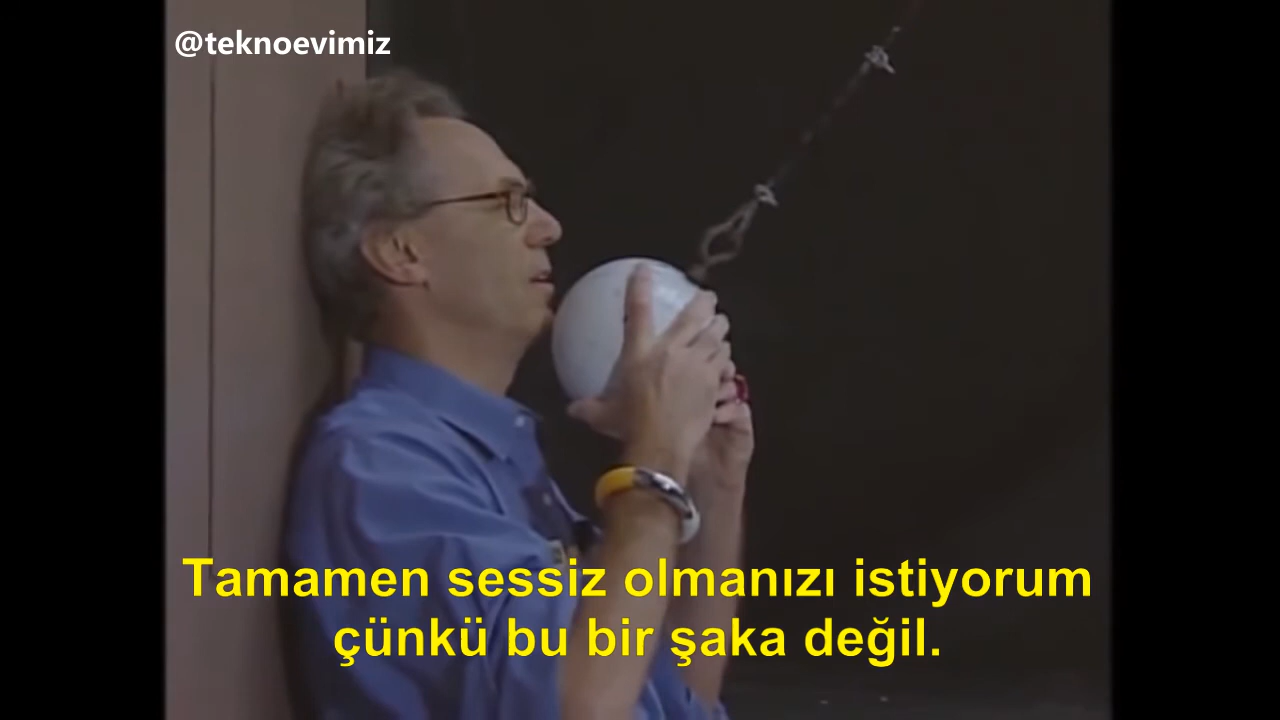 @teknoevimiz
Tamamen sessiz olmanızı istiyorum
çünkü bu bir şaka değil.